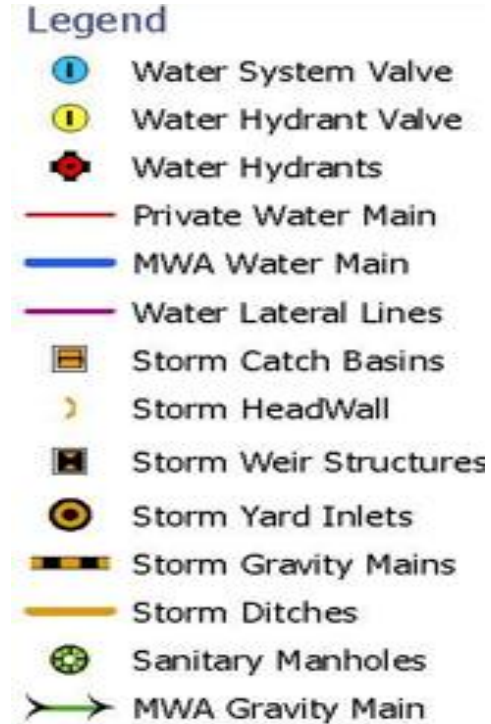 Legend
Water System Valve
Water Hydrant Valve
Water Hydrants
Private Water Main
MWA Water Main
Water Lateral Lines
Storm Catch Basins
Storm HeadWall
Storm Weir Structures
Storm Yard Inlets
Storm Gravity Mains
Storm Ditches
Sanitary Manholes
MWA Gravity Main